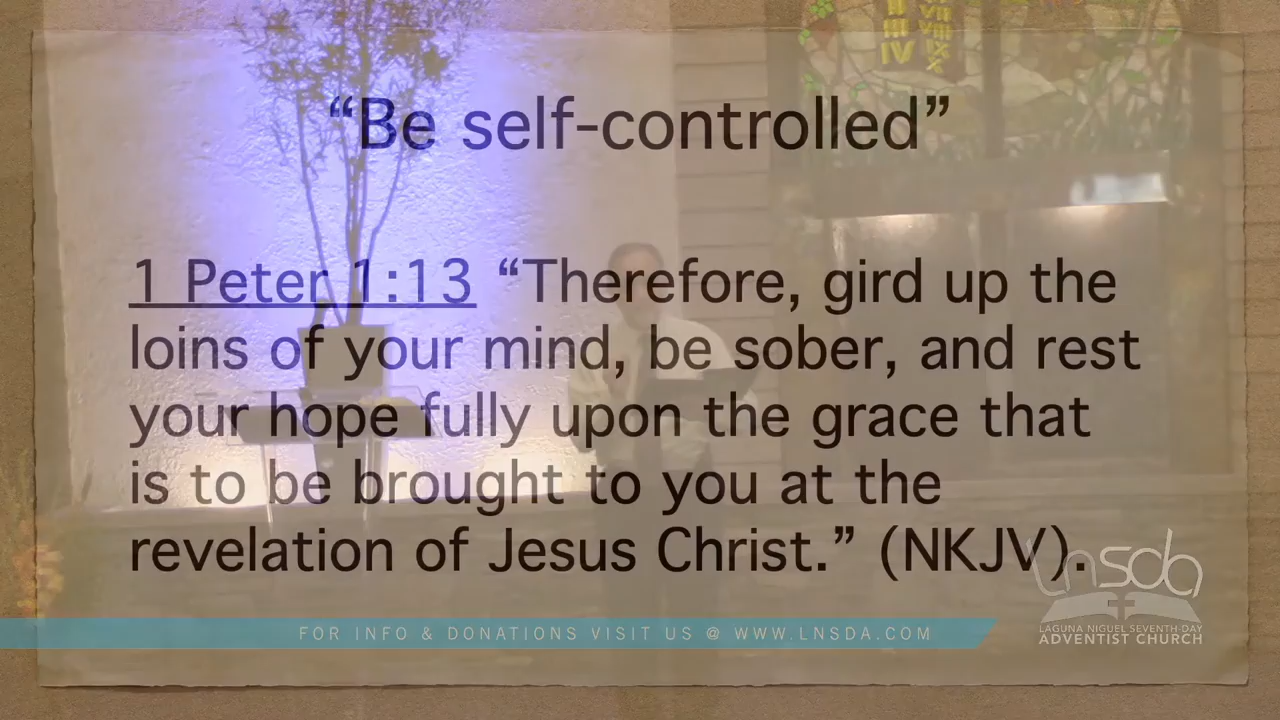 IV
“Be self-controlled”
1 Peter 1:13 “Therefore, gird up the
loins of your mind, be sober, and rest
your hope fully upon the grace that
is to be brought to you at the
revelation of Jesus Christ.” (NKJV).
FOR INFO & DONATIONS VISIT US @ WWW.LNSDA.COM
LNSDA
LAGUNA NIGUEL SEVENTH-DAY
ADVENTIST CHURCH